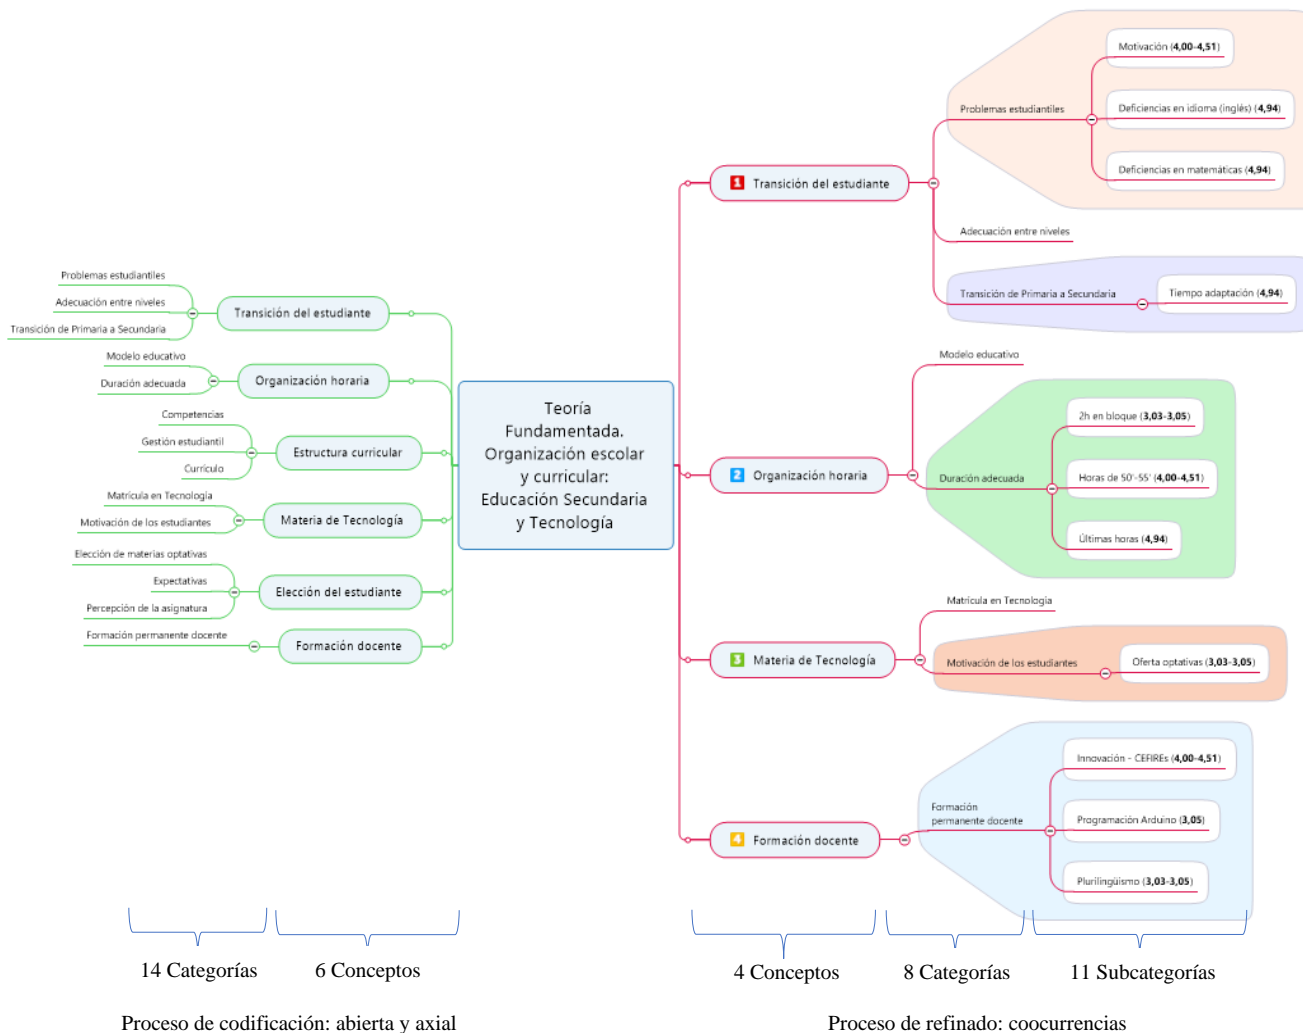 Problemas estudiantiles
Adecuación entre niveles
Transición de Primaria a Secundaria
Transición del estudiante
Modelo educativo
Duración adecuada
Organización horaria
Competencias
Gestión estudiantil
Currículo
Estructura curricular
Matrícula en Tecnología
Motivación de los estudiantes
Materia de Tecnología
Elección de materias optativas
Expectativas
Percepción de la asignatura
Elección del estudiante
Formación permanente docente
Formación docente
Teoría
Fundamentada.
Organización escolar
y curricular:
Educación Secundaria
y Tecnología
1 Transición del estudiante
Problemas estudiantiles
Motivación (4,00-4,51)
Deficiencias en idioma (inglés) (4,94)
Deficiencias en matemáticas (4,94)
Adecuación entre niveles
Transición de Primaria a Secundaria
Tiempo adaptación (4,94)
2 Organización horaria
Modelo educativo
Duración adecuada
2h en bloque (3,03-3,05)
Horas de 50'-55' (4,00-4,51)
Últimas horas (4,94)
3 Materia de Tecnología
Matrícula en Tecnología
Motivación de los estudiantes
Oferta optativas (3,03-3,05)
4 Formación docente
Formación
permanente docente
Innovación - CEFIREs (4,00-4,51)
Programación Arduino (3,05)
Plurilingüismo (3,03-3,05)
14 Categorías
6 Conceptos
4 Conceptos
8 Categorías
11 Subcategorías
Proceso de codificación: abierta y axial
Proceso de refinado: coocurrencias